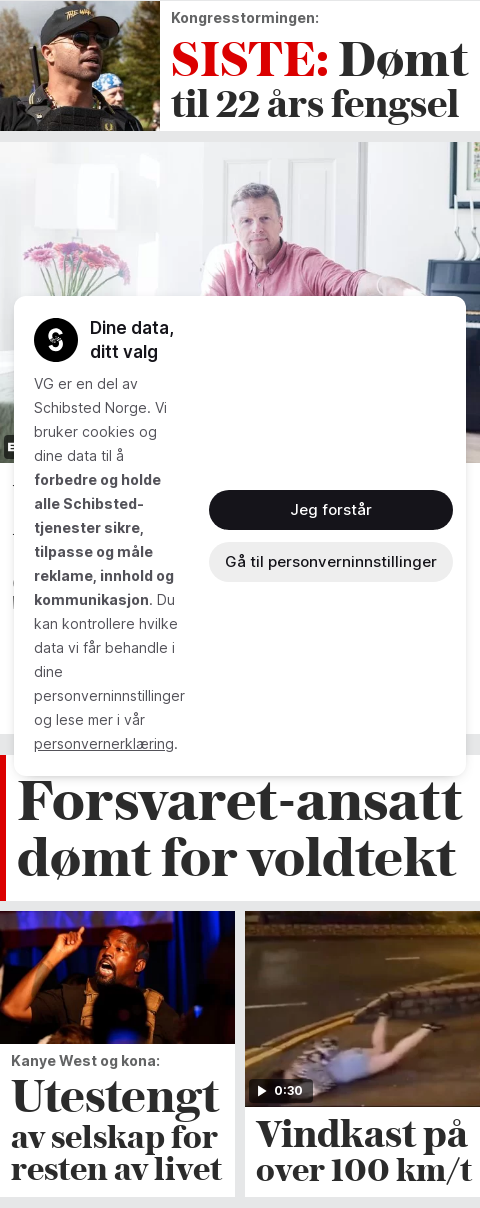 Kongresstormingen:
SISTE: Dømt
til 22 års fengsel
Dine data,
ditt valg
VG er en del av
Schibsted Norge. Vi
bruker cookies og
dine data til å
forbedre og holde
alle Schibsted-
tjenester sikre,
tilpasse og måle
reklame, innhold og
kommunikasjon. Du
kan kontrollere hvilke
data vi får behandle i
dine
personverninnstillinger
og lese mer i vår
personvernerklæring.
Jeg forstår
Gå til personverninnstillinger
Forsvaret-ansatt
dømt for voldtekt
Kanye West og kona:
Utestengt
av selskap for
resten av livet
0:30
Vindkast på
over 100 km/t